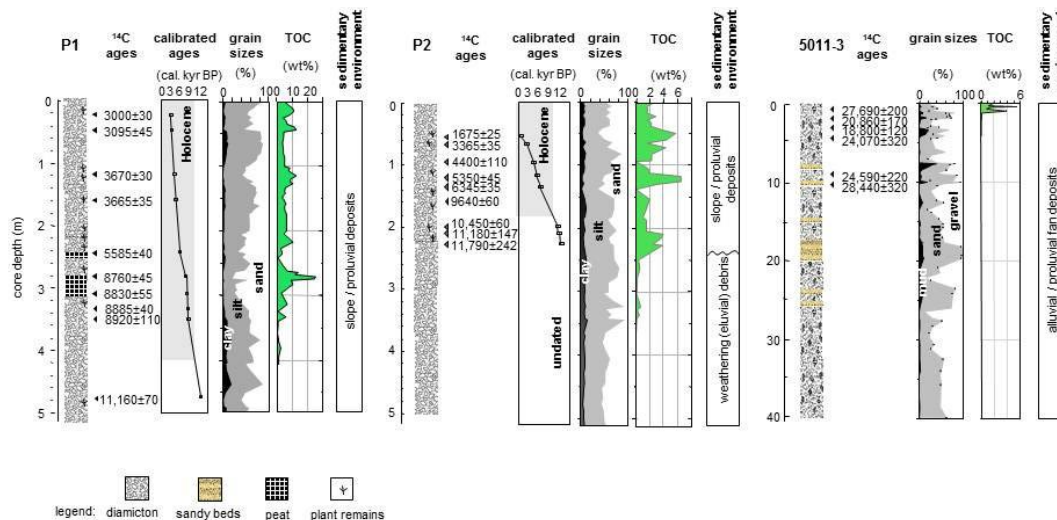 P1
14C ages
calibrated ages
(cal. kyr BP)
0 3 6 9 12
grain sizes
(%)
0 100
TOC
(wt%)
10 20
sedimentary environment
core depth (m)
0
1
2
3
4
5
3000±30
3095±45
3670±30
3665±35
5585±40
8760±45
8830±55
8885±40
8920±110
11,160±70
Holocene
clay
silt
sand
slope / proluvial deposits
P2
14C ages
calibrated ages
(cal. kyr BP)
0 3 6 9 12
grain sizes
(%)
0 100
TOC
(wt%)
2 4 6
sedimentary environment
0
1
2
3
4
5
1675±25
3365±35
4400±110
5350±45
6345±35
9640±60
10,450±60
11,180±147
11,790±242
Holocene
undated
clay
silt
sand
slope / proluvial deposits
weathering (eluvial) debris
5011-3
14C ages
grain sizes
(%)
0 100
TOC
(wt%)
0 6
sedimentary environment
0
10
20
30
40
27,690±200
20,860±170
18,800±120
24,070±320
24,590±220
28,440±320
mud
sand
gravel
alluvial / proluvial fan deposits
legend:
diamicton
sandy beds
peat
plant remains